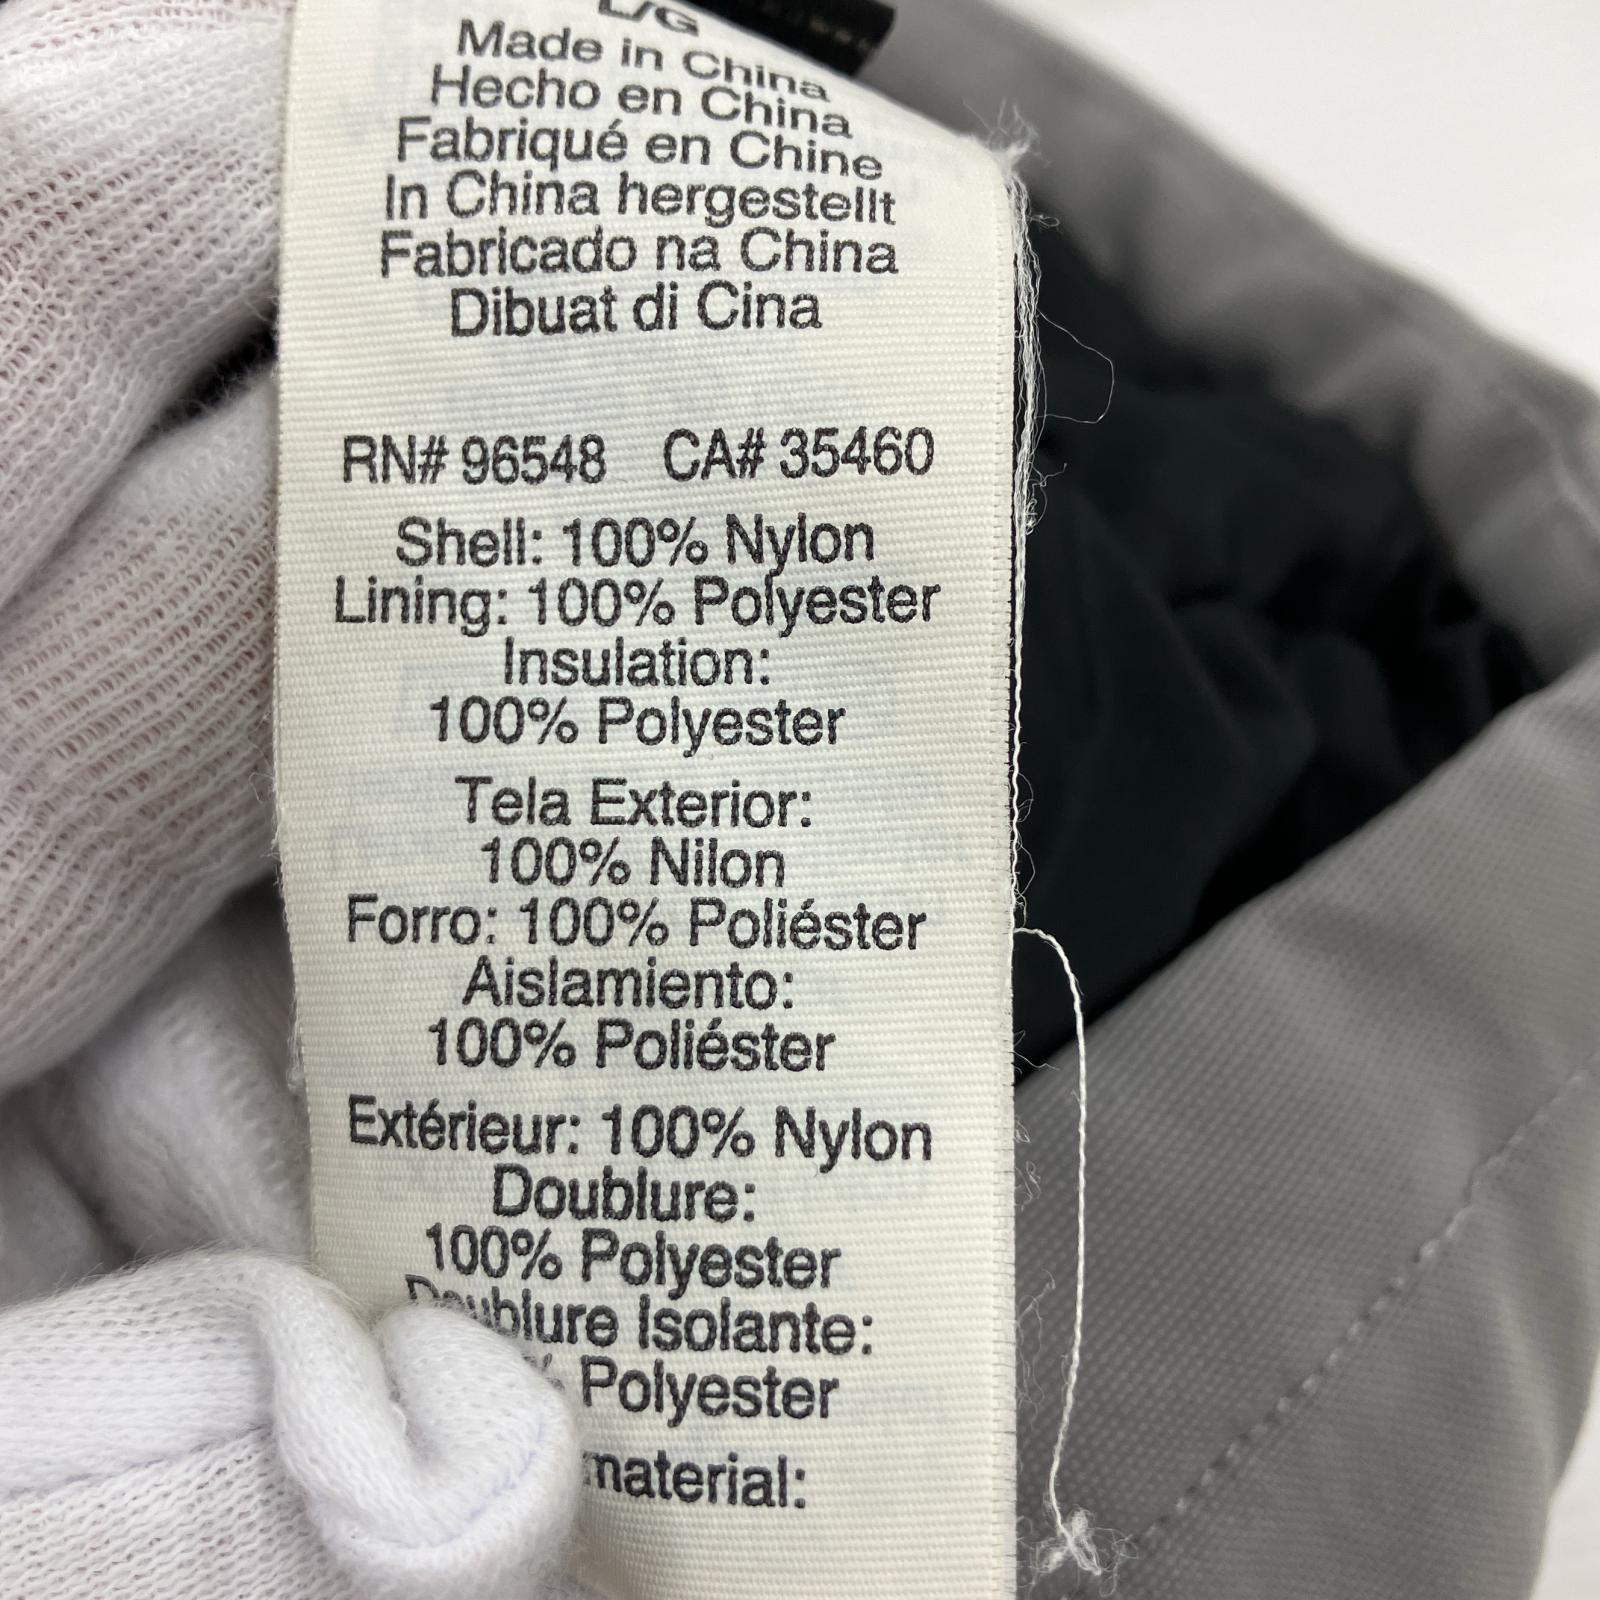 L/G
Made in China
Hecho en China
Fabriqué en Chine
In China hergestellt
Fabricado na China
Dibuat di Cina
RN# 96548 CA# 35460
Shell: 100% Nylon
Lining: 100% Polyester
Insulation:
100% Polyester
Tela Exterior:
100% Nilon
Forro: 100% Poliéster
Aislamiento:
100% Poliéster
Extérieur: 100% Nylon
Doublure:
100% Polyester
Doublure Isolante:
Polyester
material: